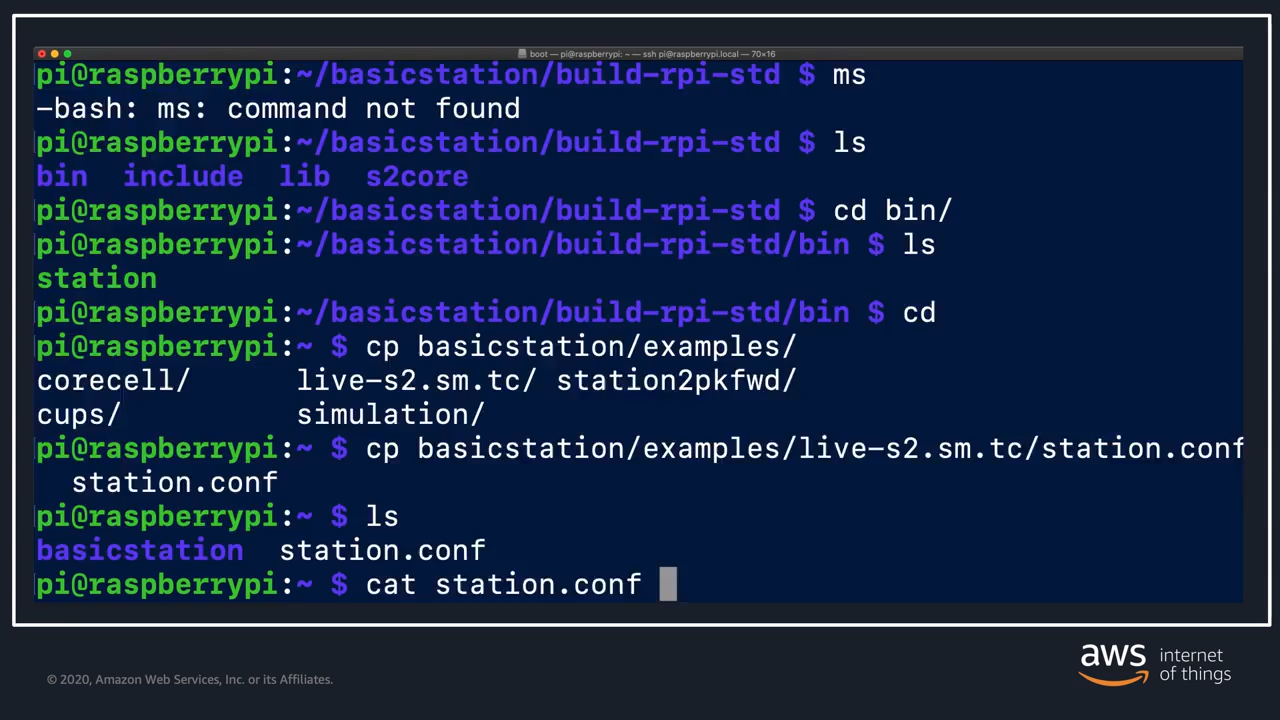 boot — pi@raspberrypi: ~ — ssh pi@raspberrypi.local — 70×16
pi@raspberrypi:~/basicstation/build-rpi-std $ ms
-bash: ms: command not found
pi@raspberrypi:~/basicstation/build-rpi-std $ ls
bin  include  lib  s2core
pi@raspberrypi:~/basicstation/build-rpi-std $ cd bin/
pi@raspberrypi:~/basicstation/build-rpi-std/bin $ ls
station
pi@raspberrypi:~/basicstation/build-rpi-std/bin $ cd
pi@raspberrypi:~ $ cp basicstation/examples/
corecell/      live-s2.sm.tc/ station2pkfwd/
cups/          simulation/
pi@raspberrypi:~ $ cp basicstation/examples/live-s2.sm.tc/station.conf
  station.conf
pi@raspberrypi:~ $ ls
basicstation  station.conf
pi@raspberrypi:~ $ cat station.conf
© 2020, Amazon Web Services, Inc. or its Affiliates.
aws internet
of things